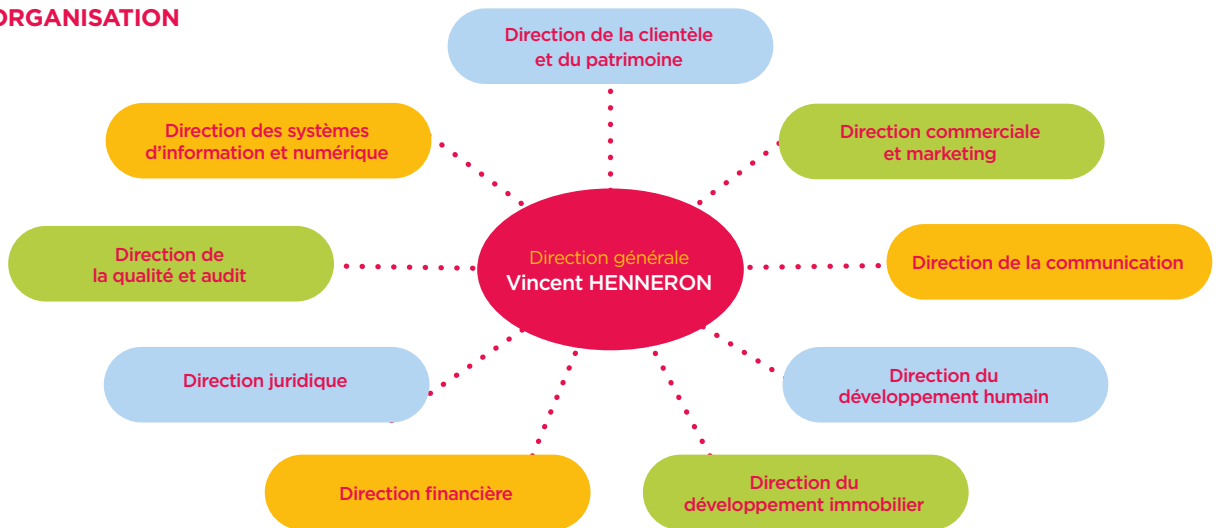 ORGANISATION
Direction de la clientèle
et du patrimoine
Direction des systèmes
d’information et numérique
Direction commerciale
et marketing
Direction de
la qualité et audit
Direction générale
Vincent HENNERON
Direction de la communication
Direction juridique
Direction du
développement humain
Direction financière
Direction du
développement immobilier